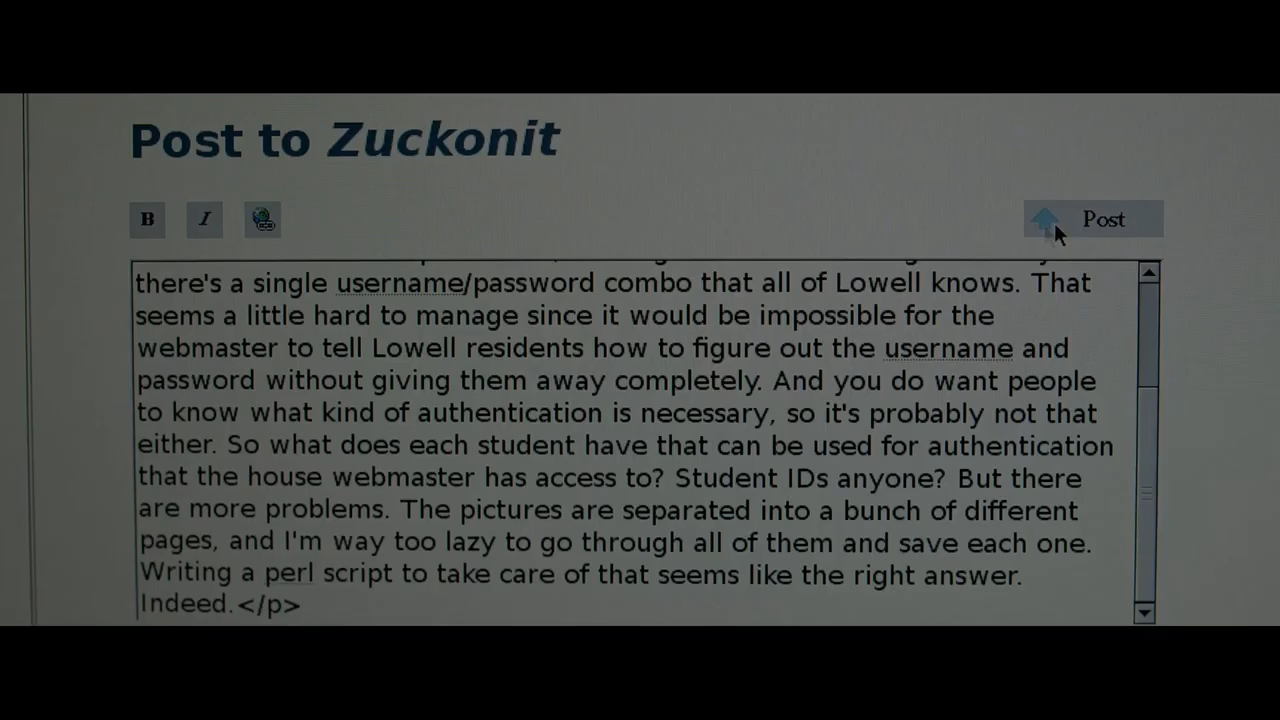 Post to Zuckonit
B I Post
there's a single username/password combo that all of Lowell knows. That
seems a little hard to manage since it would be impossible for the
webmaster to tell Lowell residents how to figure out the username and
password without giving them away completely. And you do want people
to know what kind of authentication is necessary, so it's probably not that
either. So what does each student have that can be used for authentication
that the house webmaster has access to? Student IDs anyone? But there
are more problems. The pictures are separated into a bunch of different
pages, and I'm way too lazy to go through all of them and save each one.
Writing a perl script to take care of that seems like the right answer.
Indeed.</p>